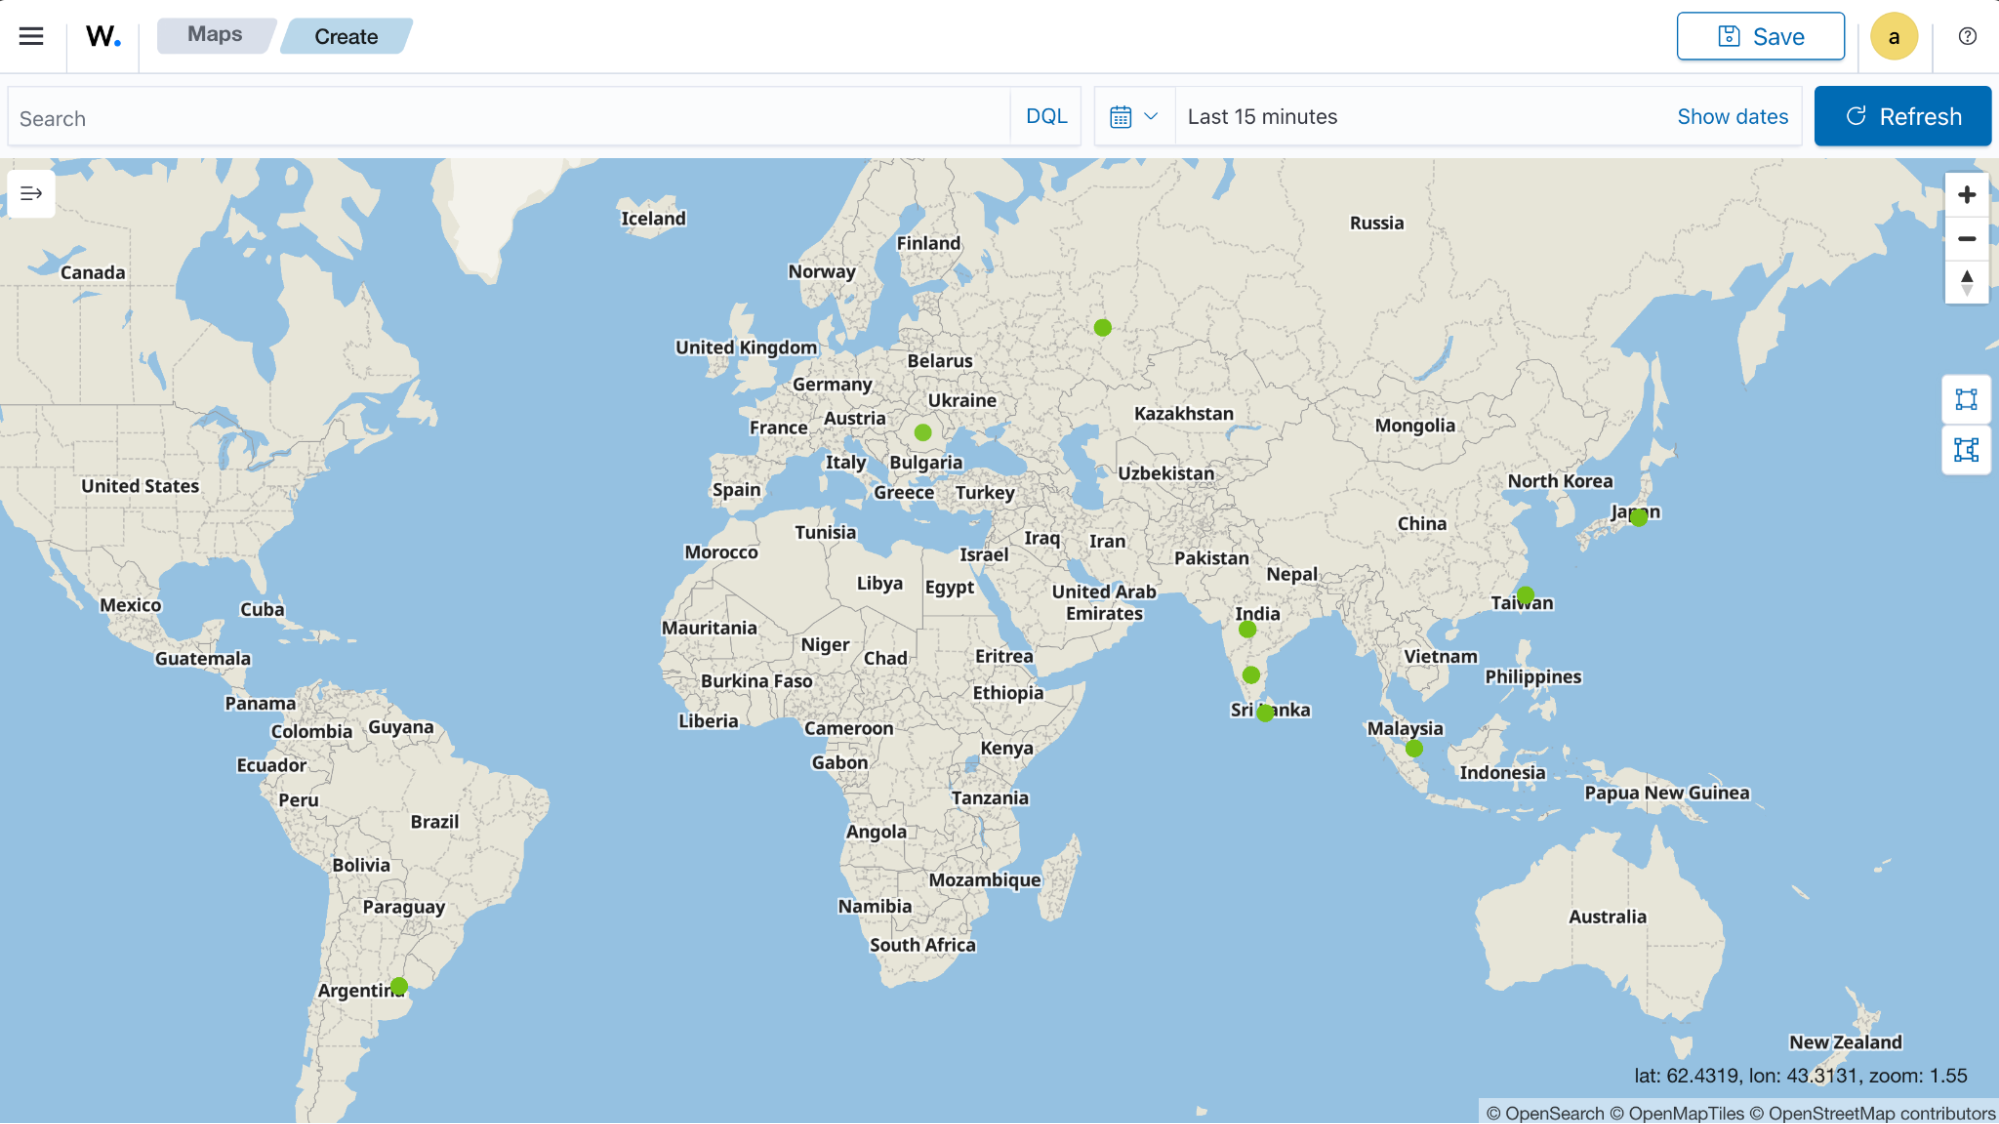 W.
Maps
Create
Save
a
Search
DQL
Last 15 minutes
Show dates
Refresh
Iceland
Russia
Finland
Norway
Canada
United Kingdom
Belarus
Germany
Ukraine
Austria
France
Kazakhstan
Mongolia
Italy
Bulgaria
Uzbekistan
North Korea
United States
Spain
Greece
Turkey
Japan
China
Tunisia
Iraq
Iran
Morocco
Israel
Pakistan
Nepal
Libya
Egypt
United Arab
Emirates
Mexico
Cuba
Taiwan
India
Mauritania
Niger
Guatemala
Chad
Eritrea
Vietnam
Burkina Faso
Ethiopia
Philippines
Panama
Sri Lanka
Liberia
Colombia
Guyana
Cameroon
Malaysia
Kenya
Ecuador
Gabon
Indonesia
Peru
Tanzania
Papua New Guinea
Brazil
Angola
Bolivia
Mozambique
Paraguay
Namibia
Australia
South Africa
Argentina
New Zealand
lat: 62.4319, lon: 43.3131, zoom: 1.55
© OpenSearch © OpenMapTiles © OpenStreetMap contributors